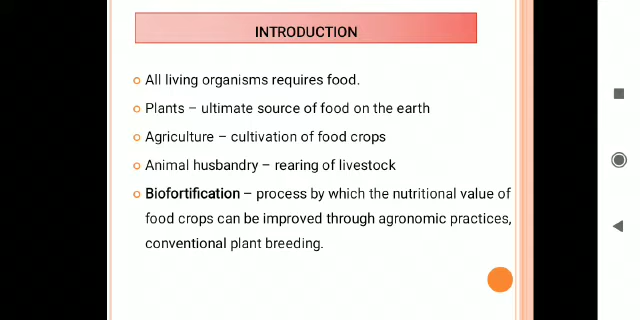 INTRODUCTION
All living organisms requires food.
Plants – ultimate source of food on the earth
Agriculture – cultivation of food crops
Animal husbandry – rearing of livestock
Biofortification – process by which the nutritional value of
food crops can be improved through agronomic practices,
conventional plant breeding.